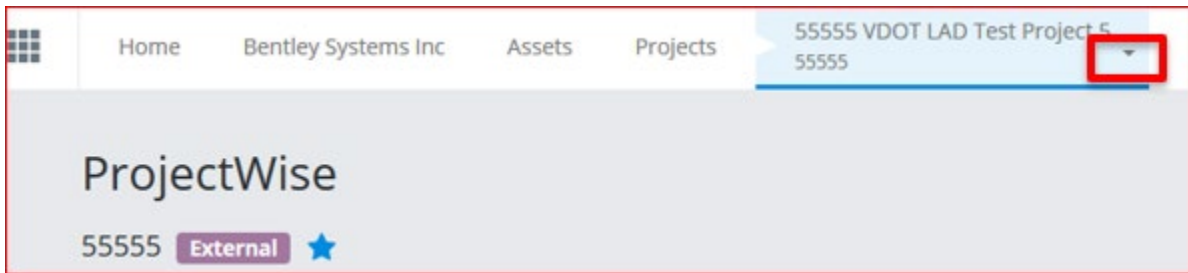 Home
Bentley Systems Inc
Assets
Projects
55555 VDOT LAD Test Project 5
55555
ProjectWise
55555 External